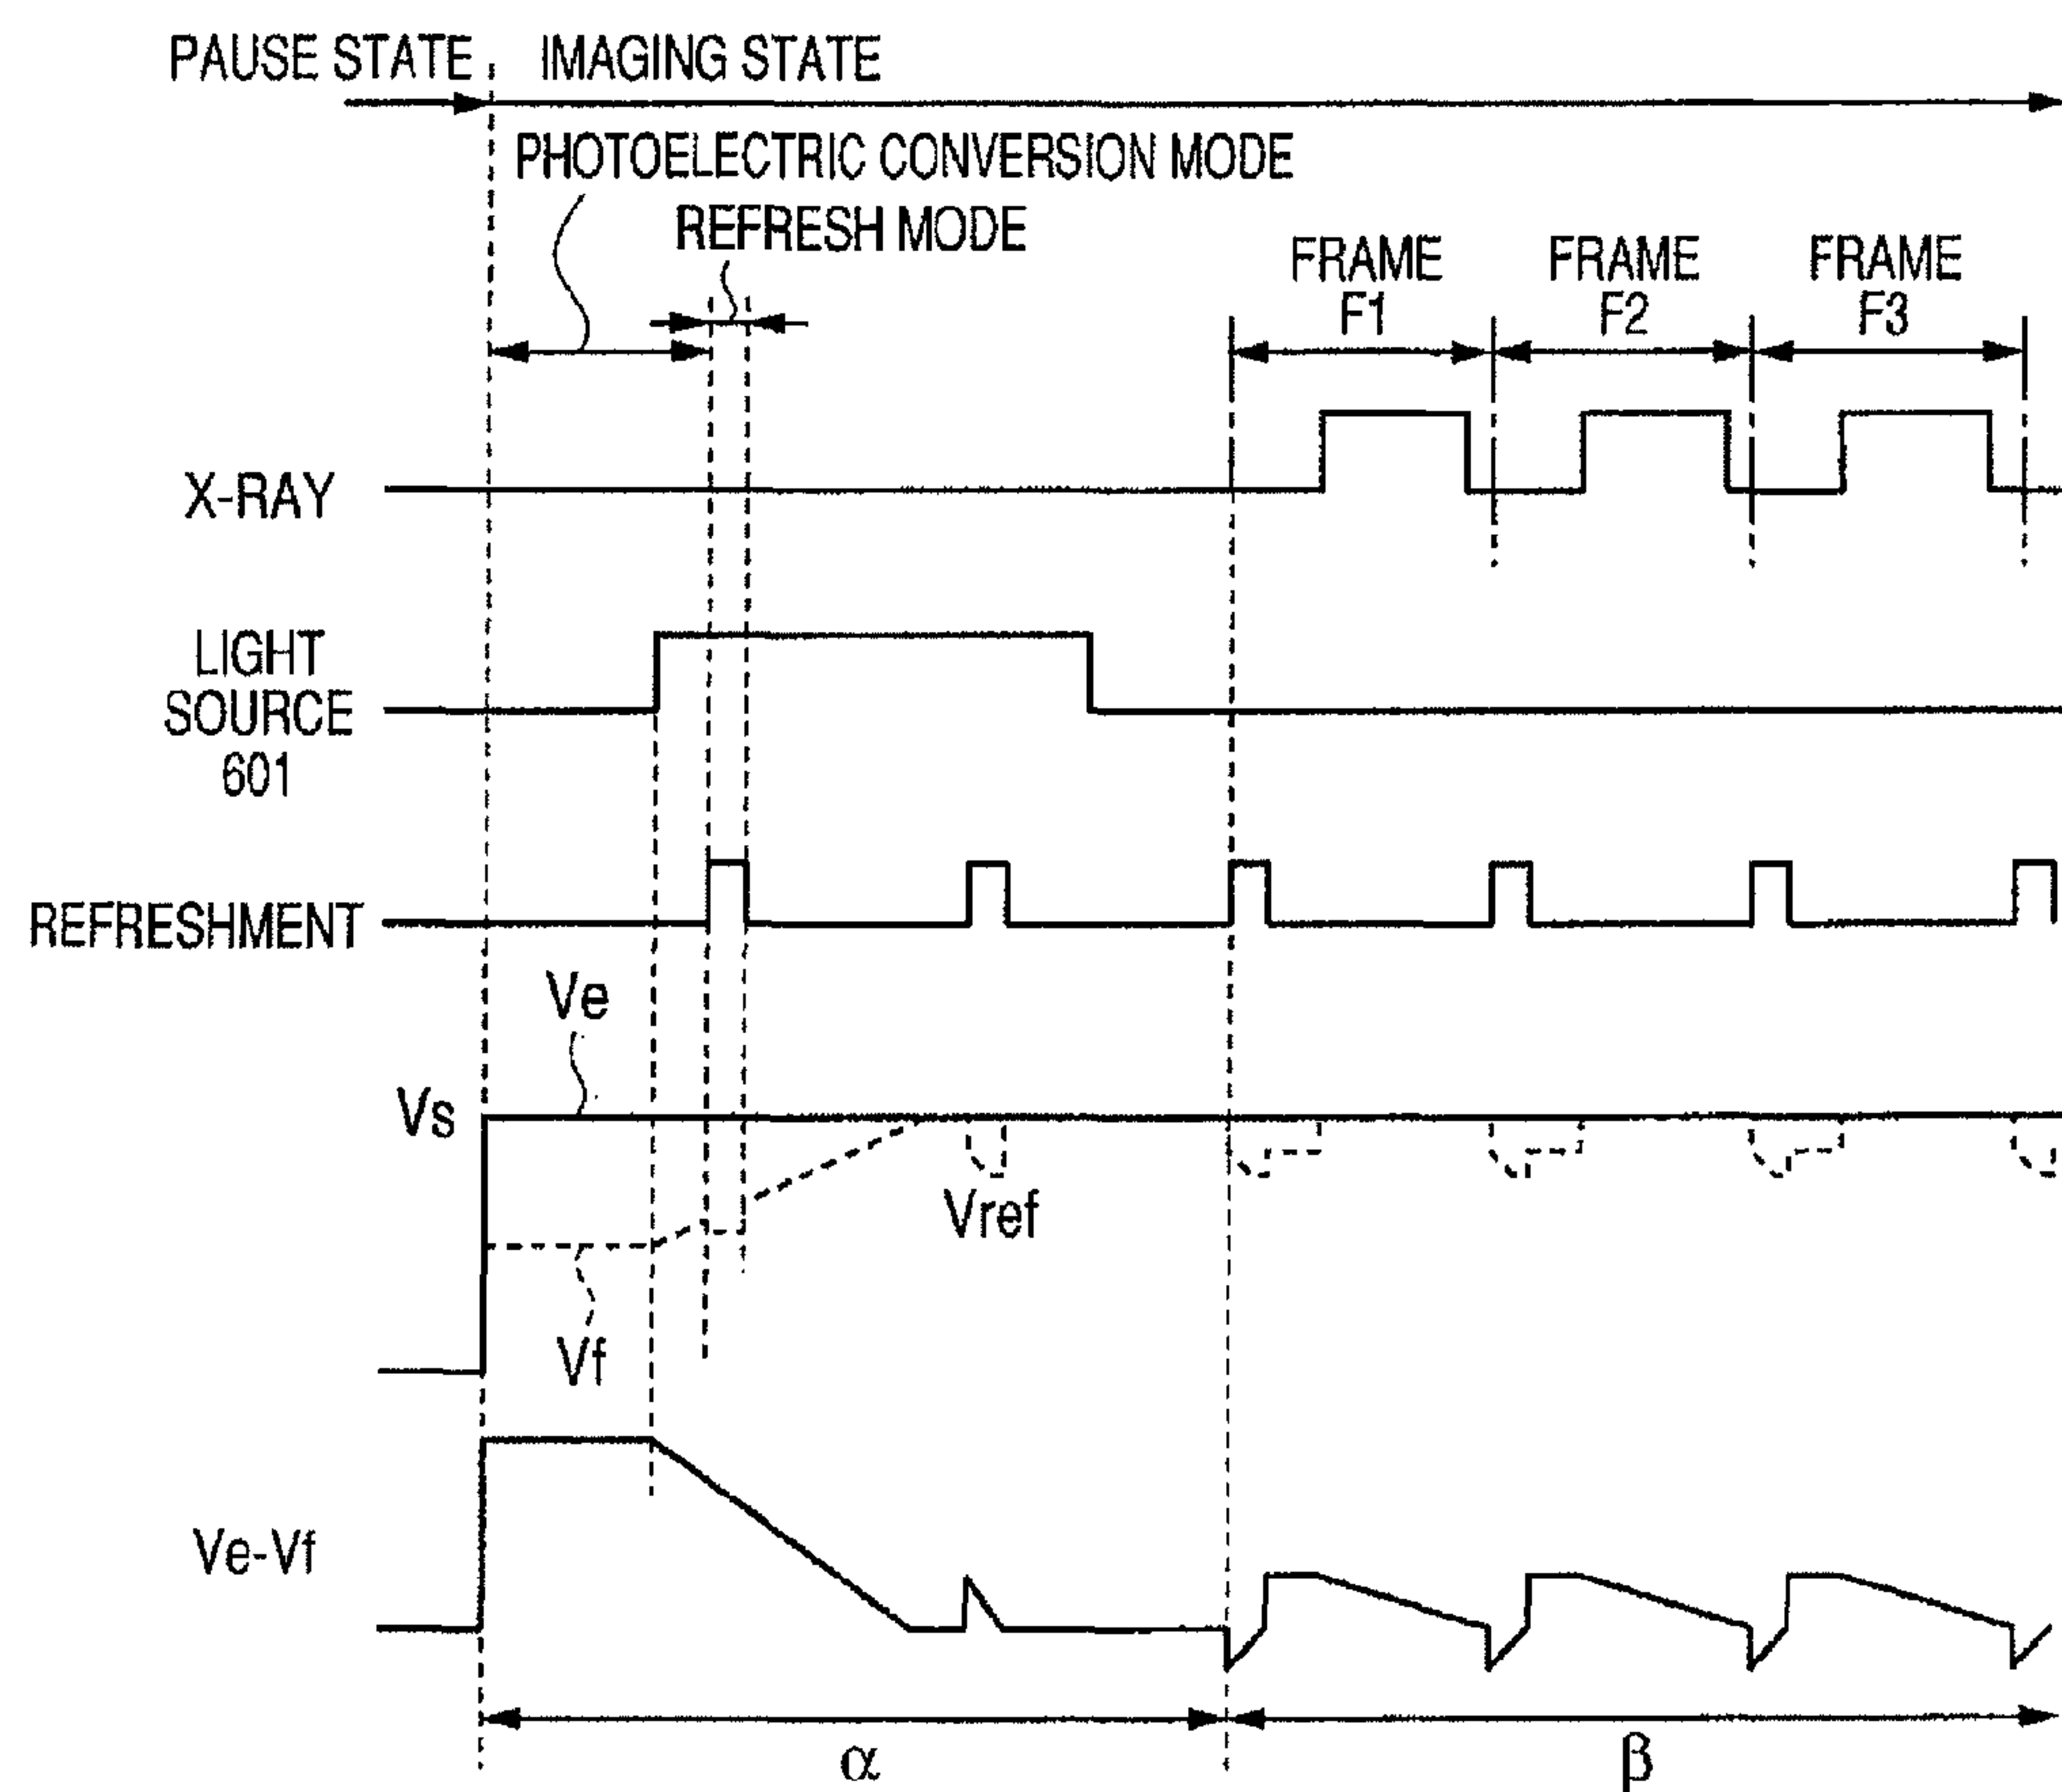 PAUSE STATE IMAGING STATE
PHOTOELECTRIC CONVERSION MODE
REFRESH MODE
FRAME F1
FRAME F2
FRAME F3
X-RAY
LIGHT
SOURCE
601
REFRESHMENT
Ve
Vs
Vref
Vf
Ve-Vf
α β